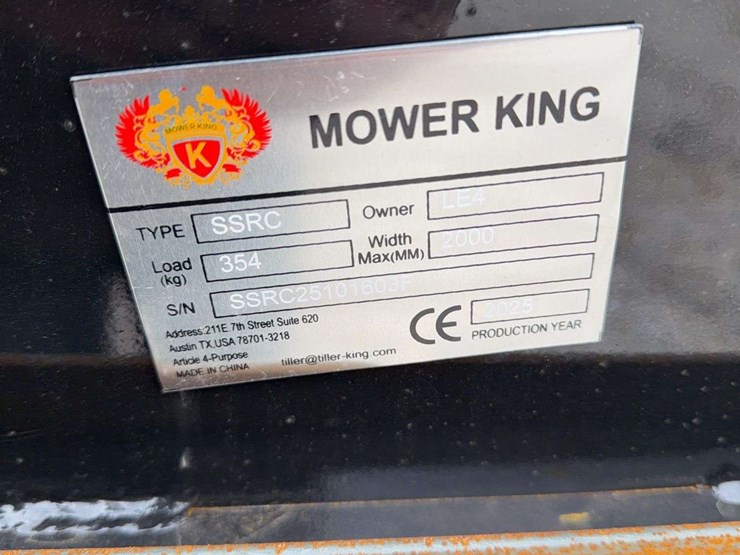 MOWER KING
K
MOWER KING
TYPE SSRC Owner LE4
Load (kg) 354 Width Max(MM) 2000
S/N SSRC25101603F
Address:211E 7th Street Suite 620
Austin TX,USA 78701-3218
Article 4-Purpose
MADE IN CHINA
tiller@tiller-king.com
CE
2025
PRODUCTION YEAR